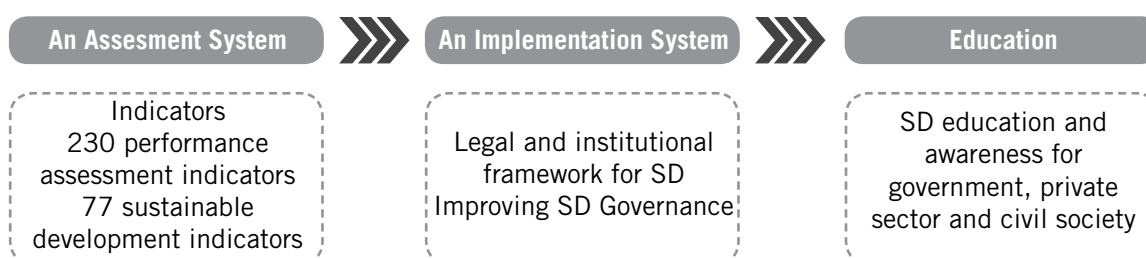 An Assesment System
Indicators
230 performance
assessment indicators
77 sustainable
development indicators
An Implementation System
Legal and institutional
framework for SD
Improving SD Governance
Education
SD education and
awareness for
government, private
sector and civil society